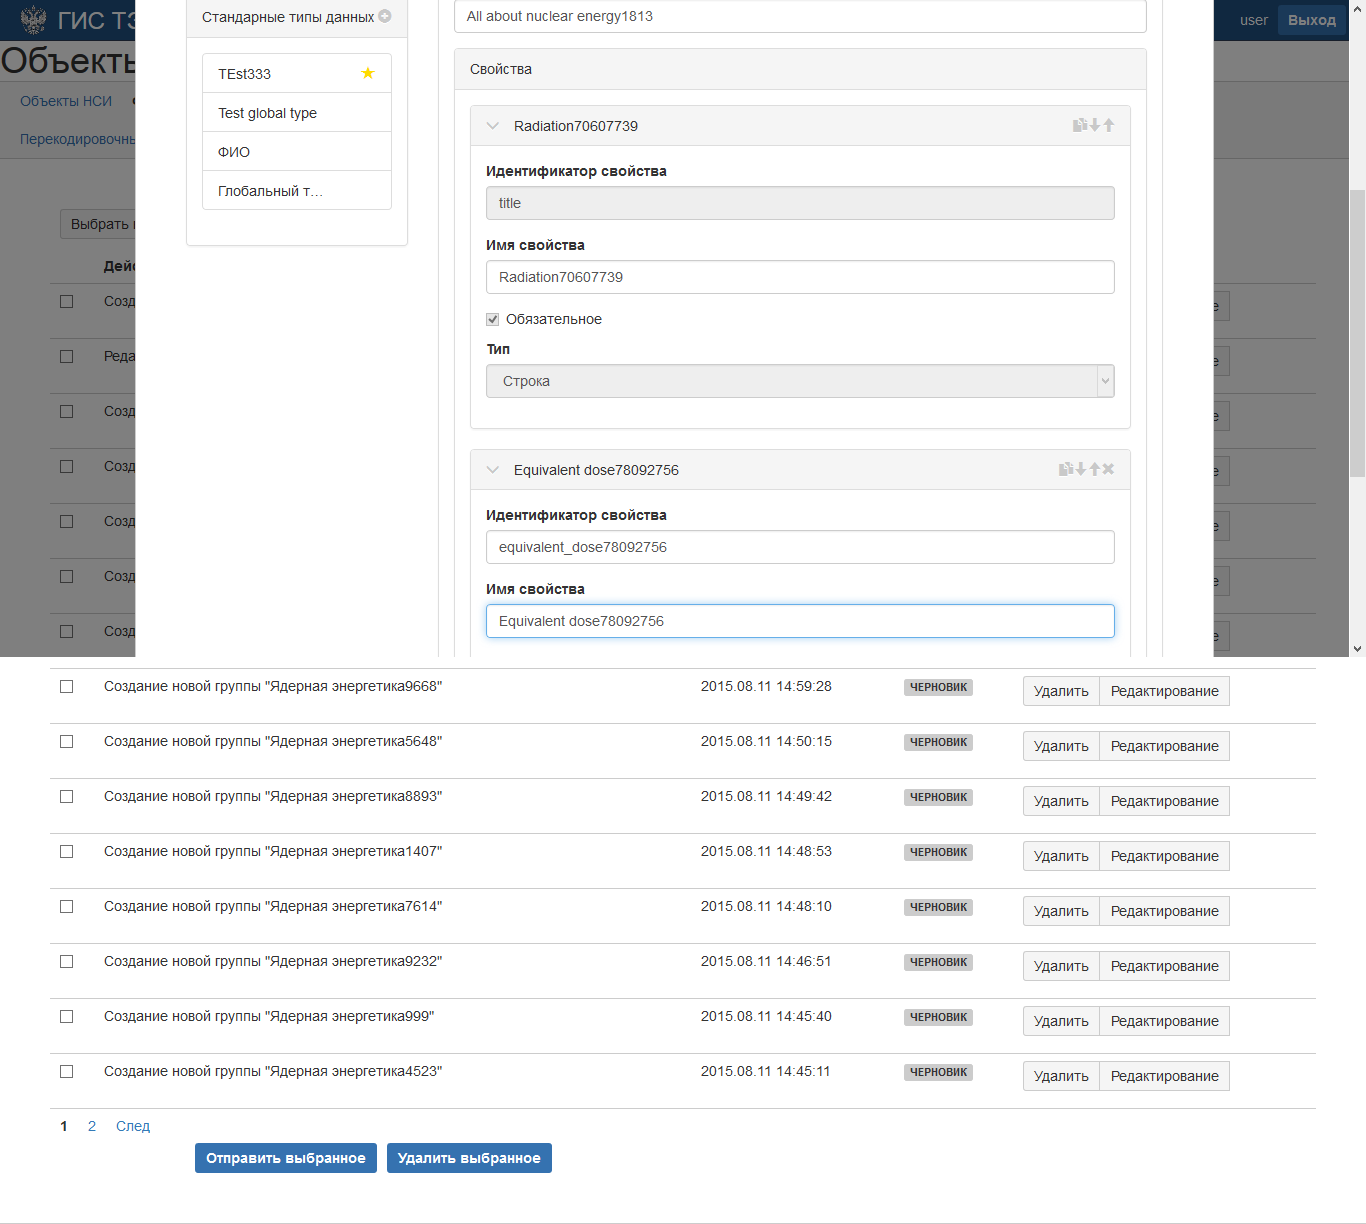 ГИС ТЭ
user
Выход
Объекты
Объекты НСИ
Перекодировочны
Выбрать
Дейс
Созд
Реда
Созд
Созд
Созд
Созд
Созд
Стандарные типы данных
TEst333
Test global type
ФИО
Глобальный т...
All about nuclear energy1813
Свойства
Radiation70607739
Идентификатор свойства
title
Имя свойства
Radiation70607739
Обязательное
Тип
Строка
Equivalent dose78092756
Идентификатор свойства
equivalent_dose78092756
Имя свойства
Equivalent dose78092756
Создание новой группы "Ядерная энергетика9668" 2015.08.11 14:59:28 ЧЕРНОВИК Удалить Редактирование
Создание новой группы "Ядерная энергетика5648" 2015.08.11 14:50:15 ЧЕРНОВИК Удалить Редактирование
Создание новой группы "Ядерная энергетика8893" 2015.08.11 14:49:42 ЧЕРНОВИК Удалить Редактирование
Создание новой группы "Ядерная энергетика1407" 2015.08.11 14:48:53 ЧЕРНОВИК Удалить Редактирование
Создание новой группы "Ядерная энергетика7614" 2015.08.11 14:48:10 ЧЕРНОВИК Удалить Редактирование
Создание новой группы "Ядерная энергетика9232" 2015.08.11 14:46:51 ЧЕРНОВИК Удалить Редактирование
Создание новой группы "Ядерная энергетика999" 2015.08.11 14:45:40 ЧЕРНОВИК Удалить Редактирование
Создание новой группы "Ядерная энергетика4523" 2015.08.11 14:45:11 ЧЕРНОВИК Удалить Редактирование
1 2 След
Отправить выбранное Удалить выбранное